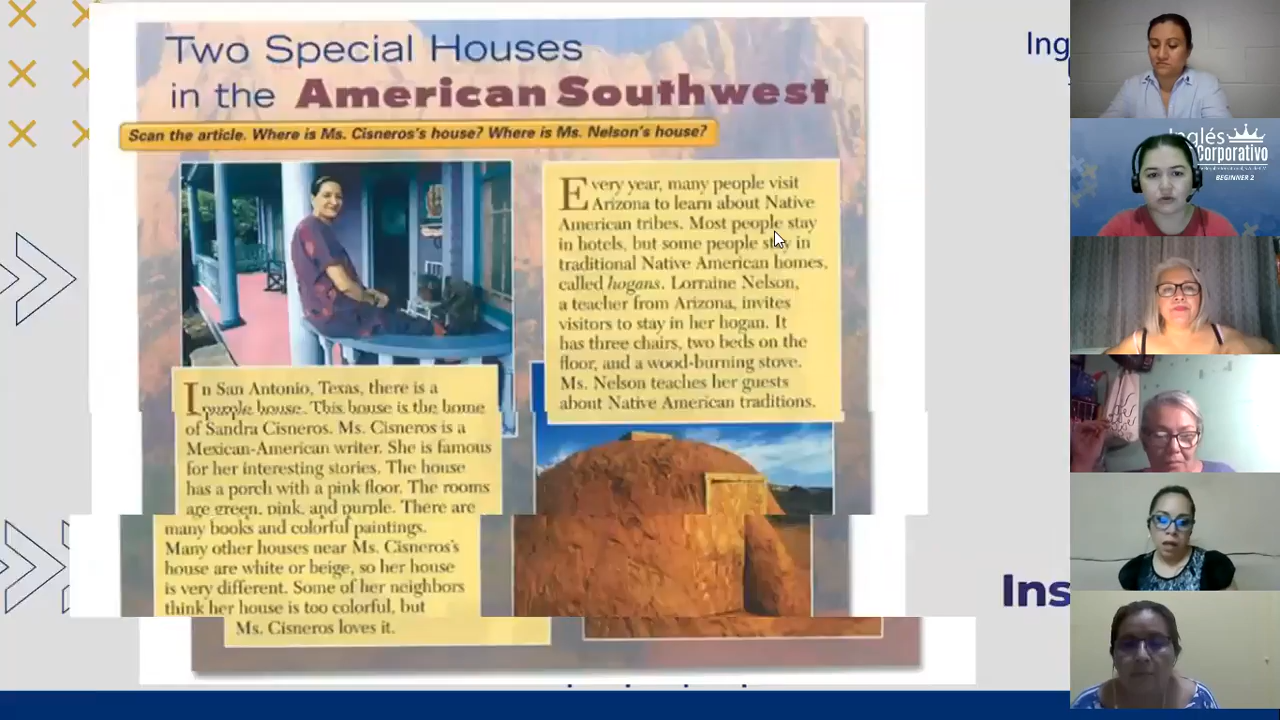 Two Special Houses
in the American Southwest
Scan the article. Where is Ms. Cisneros's house? Where is Ms. Nelson's house?
In San Antonio, Texas, there is a
purple house. This house is the home
of Sandra Cisneros. Ms. Cisneros is a
Mexican-American writer. She is famous
for her interesting stories. The house
has a porch with a pink floor. The rooms
are green, pink, and purple. There are
many books and colorful paintings.
Many other houses near Ms. Cisneros's
house are white or beige, so her house
is very different. Some of her neighbors
think her house is too colorful, but
Ms. Cisneros loves it.
Every year, many people visit
Arizona to learn about Native
American tribes. Most people stay
in hotels, but some people stay in
traditional Native American homes,
called hogans. Lorraine Nelson,
a teacher from Arizona, invites
visitors to stay in her hogan. It
has three chairs, two beds on the
floor, and a wood-burning stove.
Ms. Nelson teaches her guests
about Native American traditions.
Ing
Ins
Inglés
Corporativo
BEGINNER 2